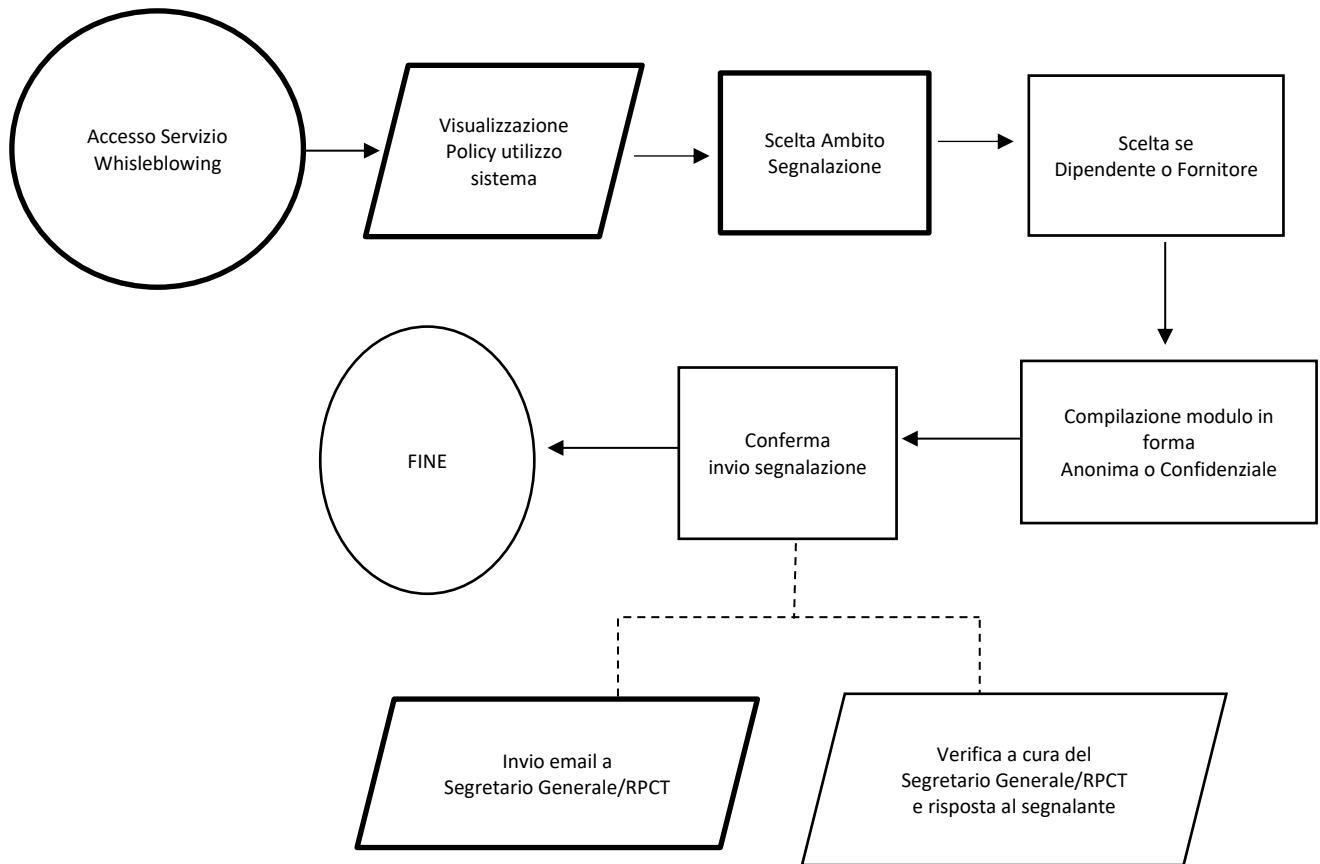 Accesso Servizio
Whisleblowing
Visualizzazione
Policy utilizzo
sistema
Scelta Ambito
Segnalazione
Scelta se
Dipendente o Fornitore
Compilazione modulo in
forma
Anonima o Confidenziale
Conferma
invio segnalazione
FINE
Invio email a
Segretario Generale/RPCT
Verifica a cura del
Segretario Generale/RPCT
e risposta al segnalante